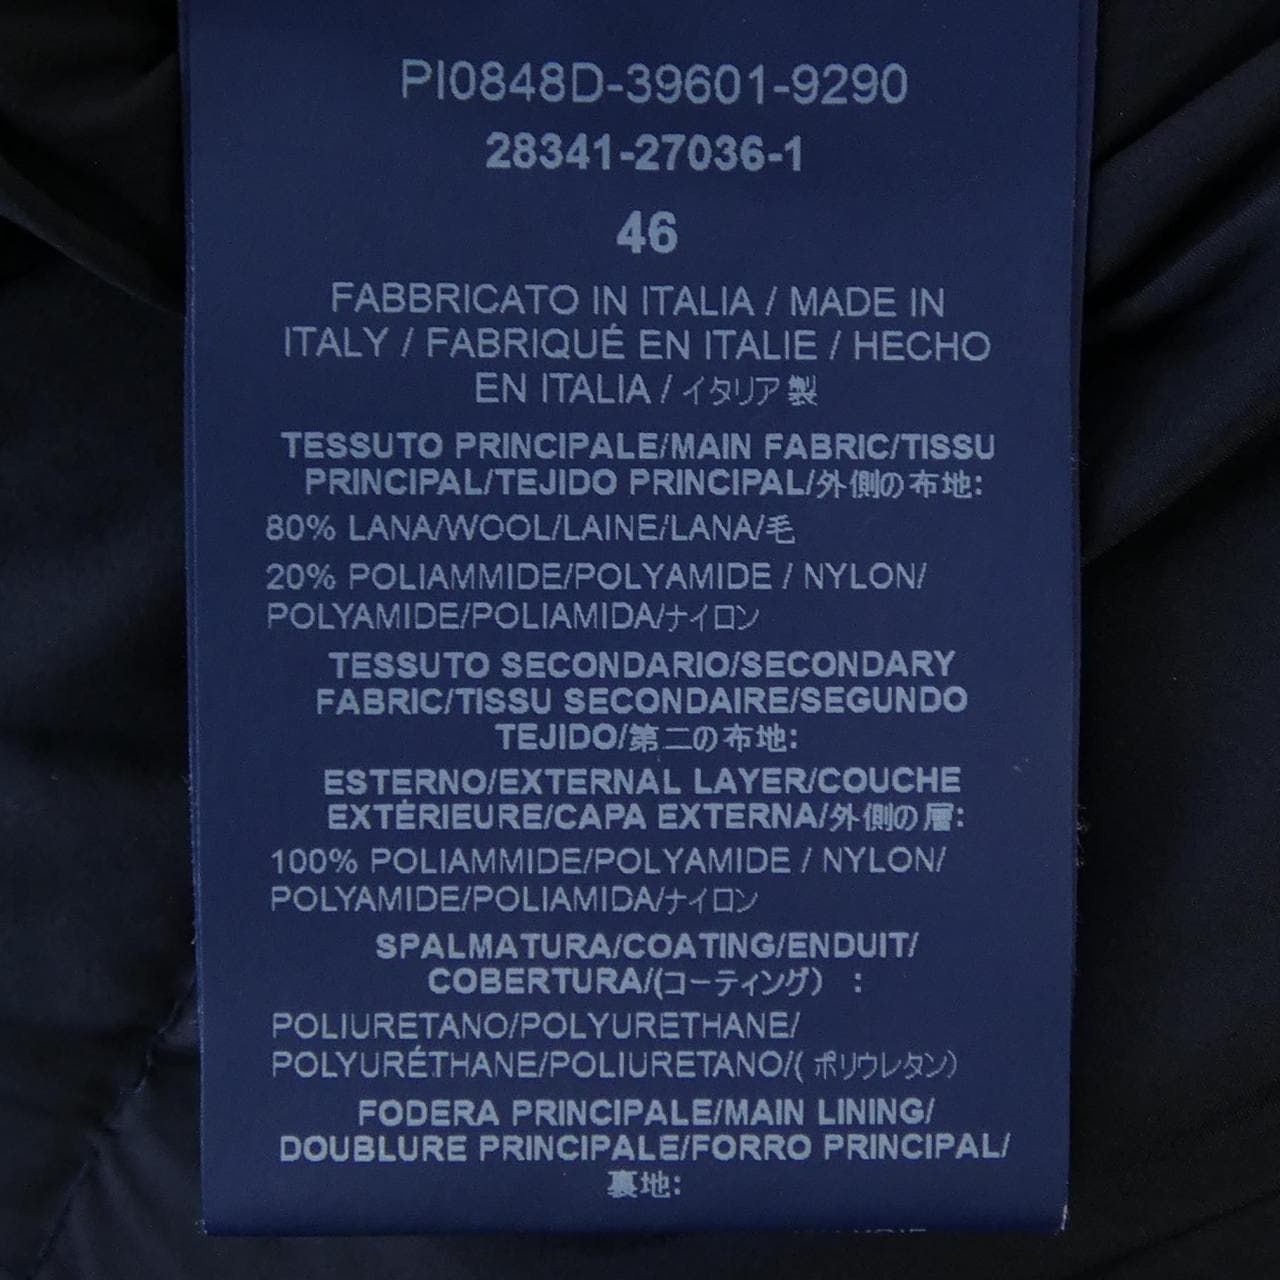 PI0848D-39601-9290
28341-27036-1
46
FABBRICATO IN ITALIA / MADE IN
ITALY / FABRIQUÉ EN ITALIE / HECHO
EN ITALIA / イタリア製
TESSUTO PRINCIPALE/MAIN FABRIC/TISSU
PRINCIPAL/TEJIDO PRINCIPAL/外側の布地:
80% LANA/WOOL/LAINE/LANA/毛
20% POLIAMMIDE/POLYAMIDE / NYLON/
POLYAMIDE/POLIAMIDA/ナイロン
TESSUTO SECONDARIO/SECONDARY
FABRIC/TISSU SECONDAIRE/SEGUNDO
TEJIDO/第二の布地:
ESTERNO/EXTERNAL LAYER/COUCHE
EXTÉRIEURE/CAPA EXTERNA/外側の層:
100% POLIAMMIDE/POLYAMIDE / NYLON/
POLYAMIDE/POLIAMIDA/ナイロン
SPALMATURA/COATING/ENDUIT/
COBERTURA/(コーティング） :
POLIURETANO/POLYURETHANE/
POLYURÉTHANE/POLIURETANO/( ポリウレタン）
FODERA PRINCIPALE/MAIN LINING/
DOUBLURE PRINCIPALE/FORRO PRINCIPAL/
裏地: